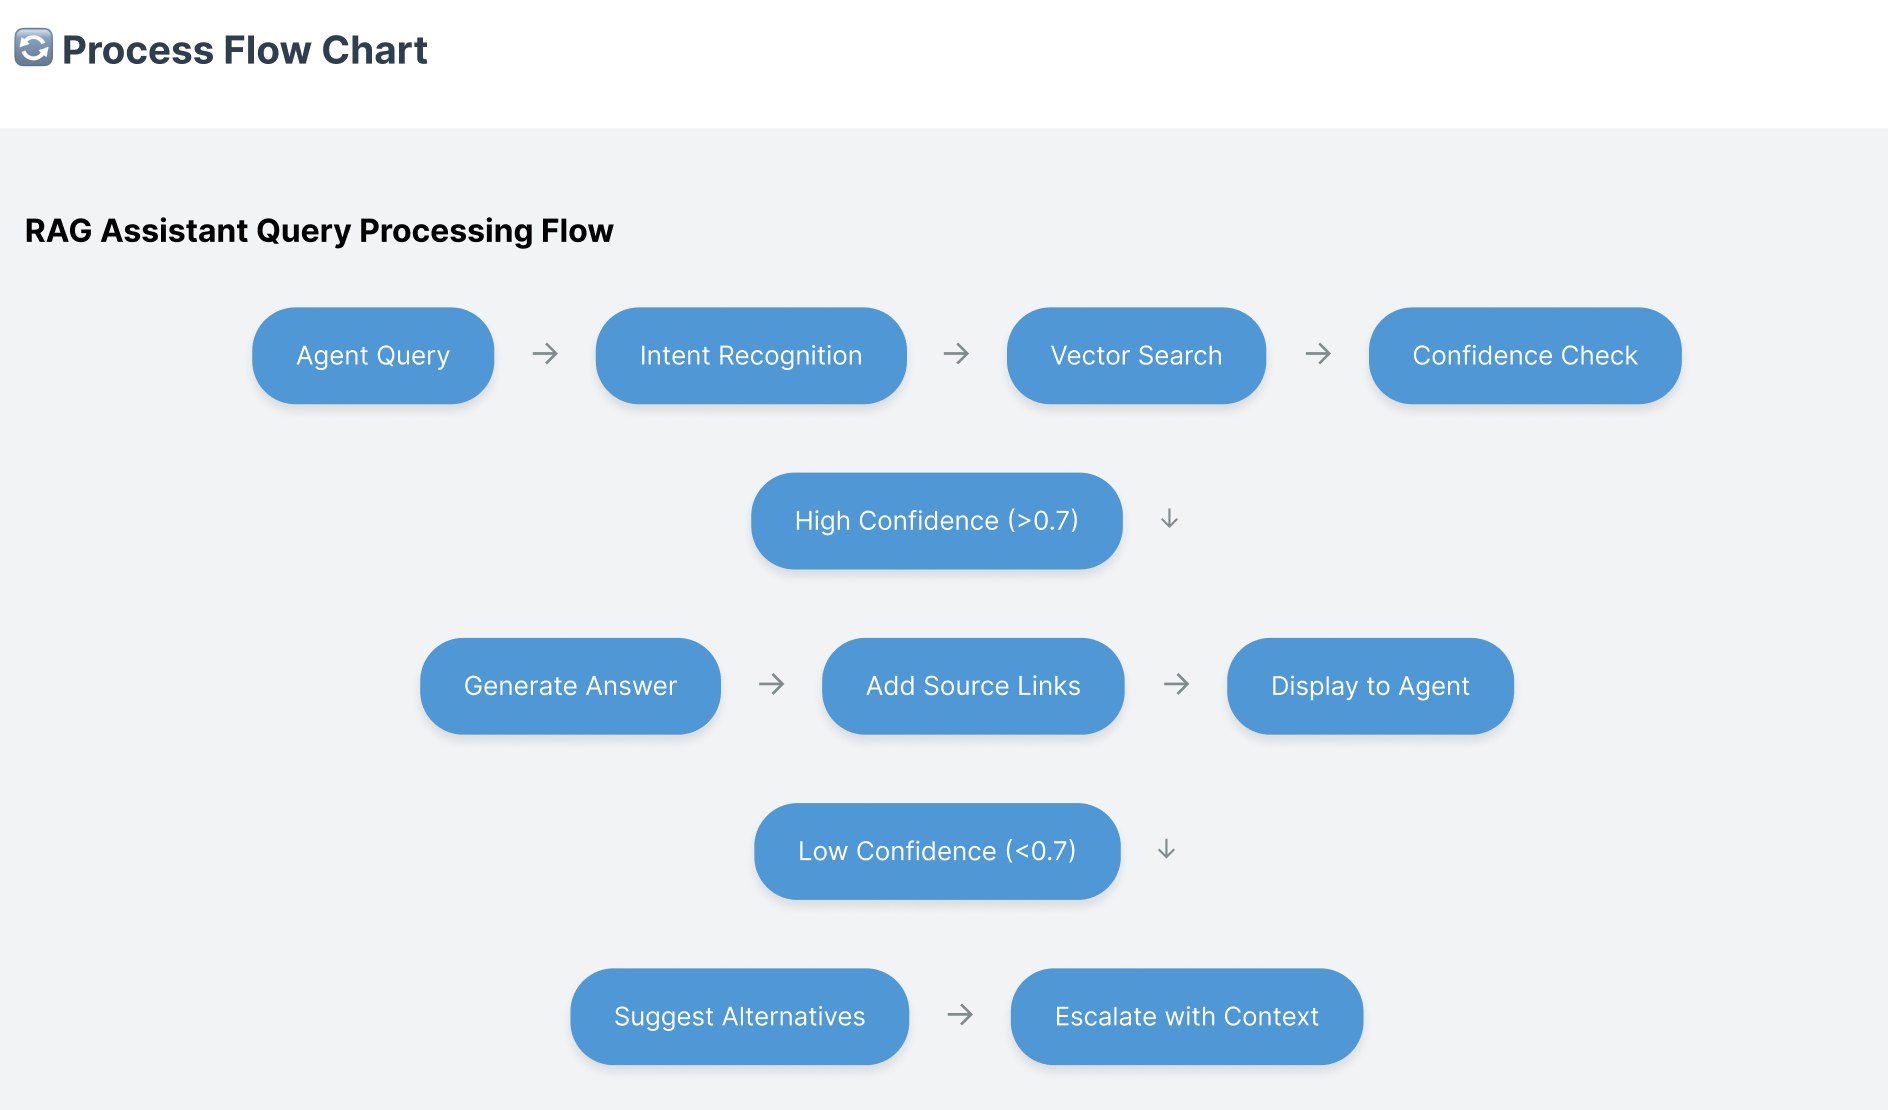 Process Flow Chart
RAG Assistant Query Processing Flow
Agent Query → Intent Recognition → Vector Search → Confidence Check
High Confidence (>0.7) ↓
Generate Answer → Add Source Links → Display to Agent
Low Confidence (<0.7) ↓
Suggest Alternatives → Escalate with Context